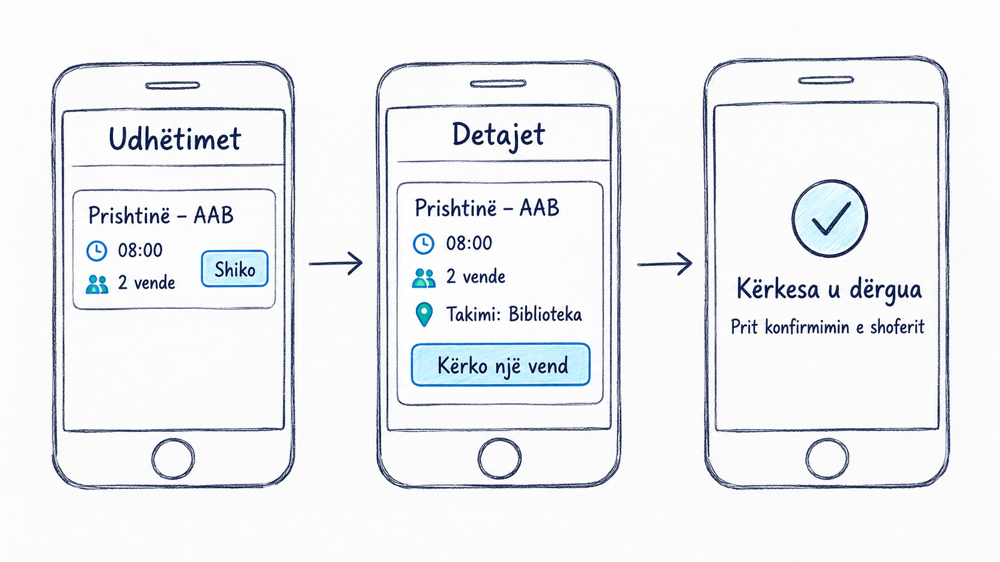 Udhëtimet
Prishtinë – AAB
08:00
2 vende
Shiko
Detajet
Prishtinë – AAB
08:00
2 vende
Takimi: Biblioteka
Kërko një vend
Kërkesa u dërgua
Prit konfirmimin e shoferit